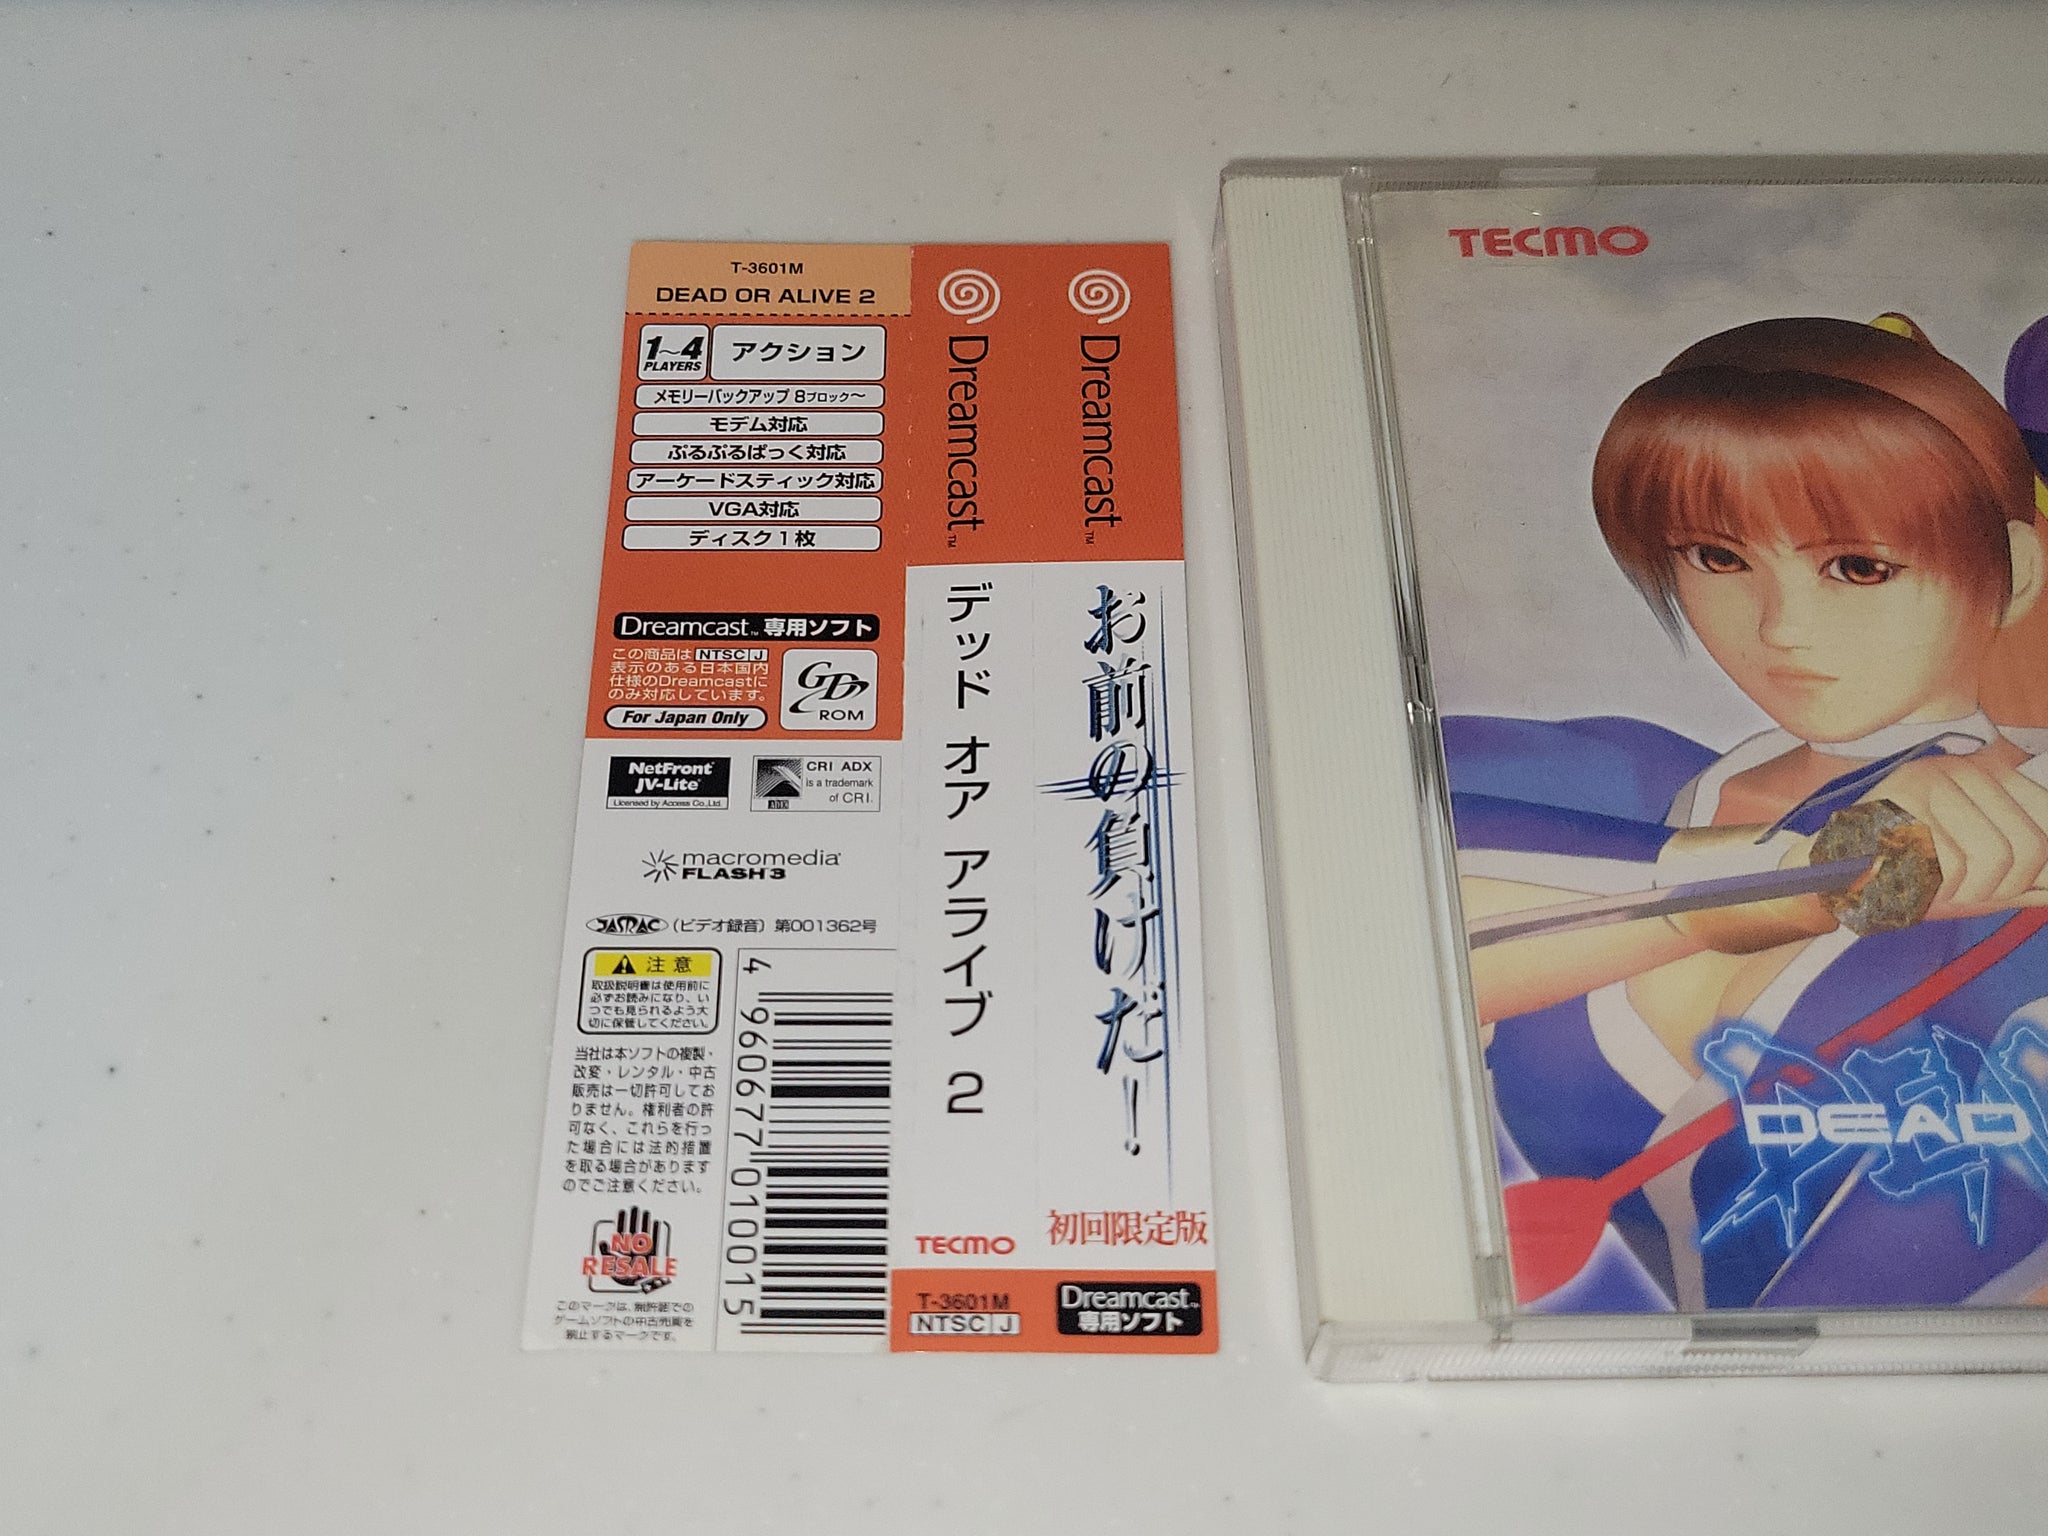 T-3601M
DEAD OR ALIVE 2
1~4
PLAYERS
アクション
メモリーバックアップ 8ブロック〜
モデム対応
ぷるぷるぱっく対応
アーケードスティック対応
VGA対応
ディスク1枚
Dreamcast™ 専用ソフト
この商品は NTSC J
表示のある日本国内
仕様のDreamcastに
のみ対応しています。
For Japan Only
GD
ROM
NetFront
JV-Lite
Licensed by Access Co.,Ltd.
CRI ADX
is a trademark
of CRI.
ADX
macromedia
FLASH 3
JASRAC (ビデオ録音) 第001362号
注意
取扱説明書は使用前に
必ずお読みになり、い
つでも見られるよう大
切に保管してください。
当社は本ソフトの複製・
改変・レンタル・中古
販売は一切許可してお
りません。権利者の許
可なく、これらを行っ
た場合には法的措置
を取る場合があります
のでご注意ください。
NO
RESALE
このマークは、無許諾での
ゲームソフトの中古売買を
禁止するマークです。
4 960677 010015
Dreamcast™
デッド オア アライブ 2
TECMO
T-3601M
NTSC J
Dreamcast™
お前の負けだ！
初回限定版
Dreamcast™
専用ソフト
TECMO
DEAD